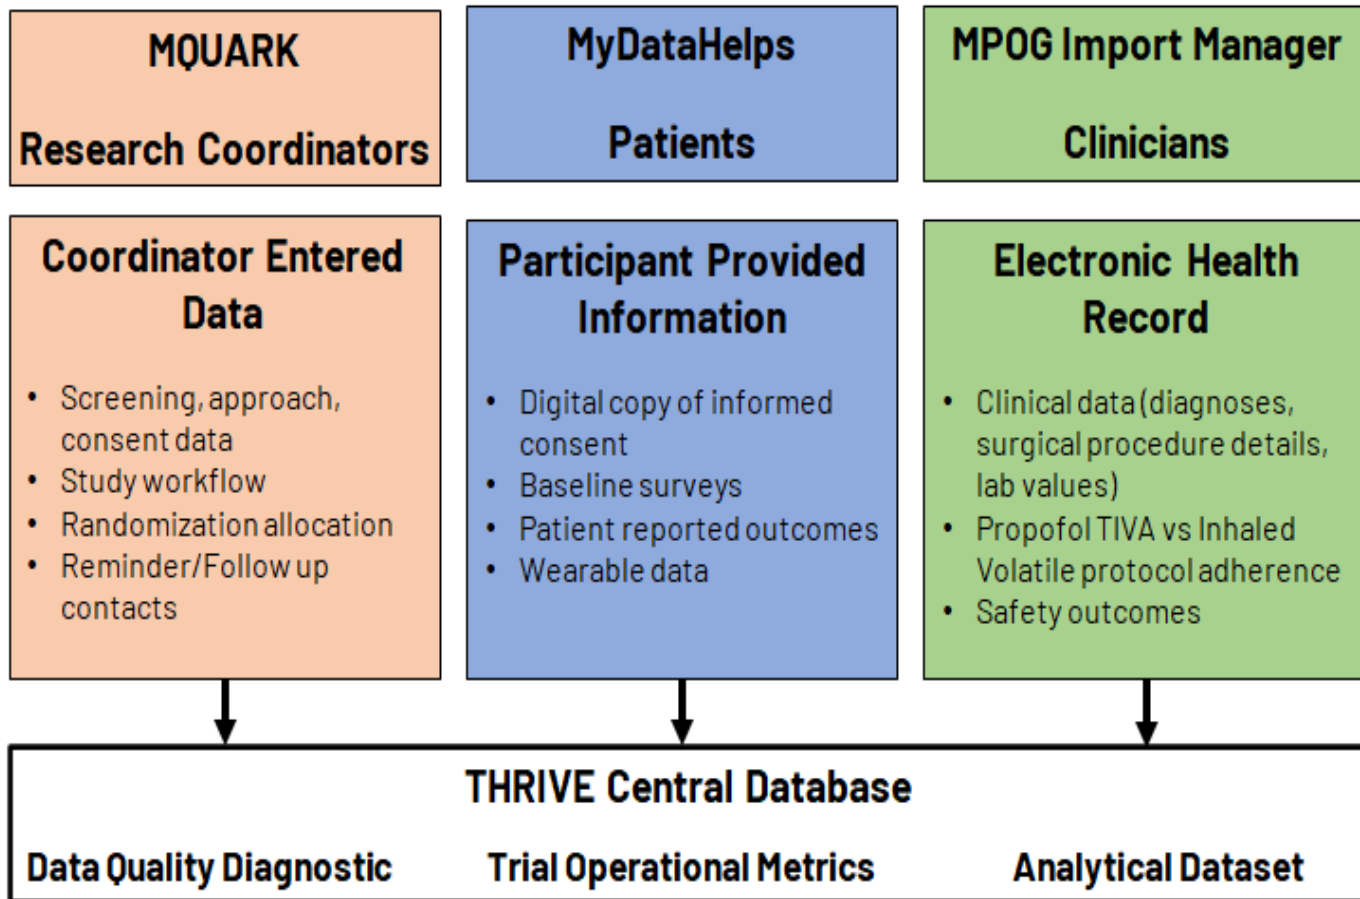 MQUARK
Research Coordinators
MyDataHelps
Patients
MPOG Import Manager
Clinicians
Coordinator Entered
Data
• Screening, approach,
consent data
• Study workflow
• Randomization allocation
• Reminder/Follow up
contacts
Participant Provided
Information
• Digital copy of informed
consent
• Baseline surveys
• Patient reported outcomes
• Wearable data
Electronic Health
Record
• Clinical data (diagnoses,
surgical procedure details,
lab values)
• Propofol TIVA vs Inhaled
Volatile protocol adherence
• Safety outcomes
THRIVE Central Database
Data Quality Diagnostic
Trial Operational Metrics
Analytical Dataset